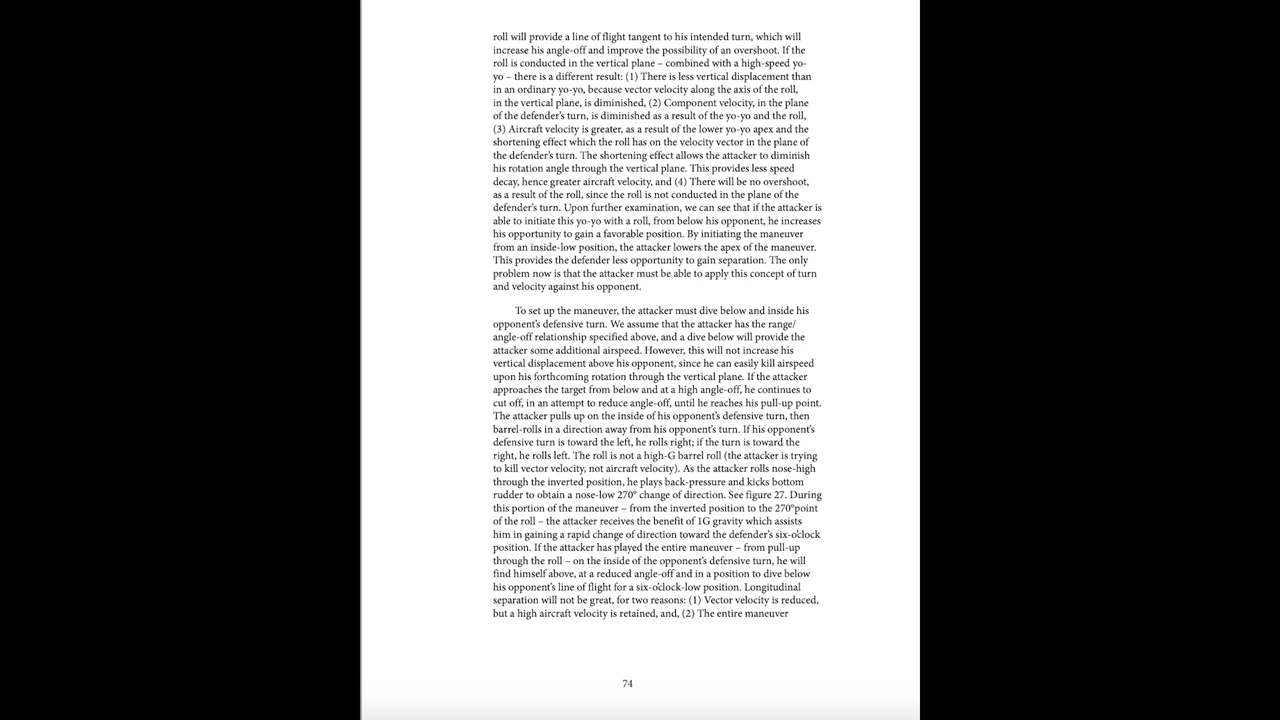 roll will provide a line of flight tangent to his intended turn, which will
increase his angle-off and improve the possibility of an overshoot. If the
roll is conducted in the vertical plane – combined with a high-speed yo-
yo – there is a different result: (1) There is less vertical displacement than
in an ordinary yo-yo, because vector velocity along the axis of the roll,
in the vertical plane, is diminished, (2) Component velocity, in the plane
of the defender's turn, is diminished as a result of the yo-yo and the roll,
(3) Aircraft velocity is greater, as a result of the lower yo-yo apex and the
shortening effect which the roll has on the velocity vector in the plane of
the defender's turn. The shortening effect allows the attacker to diminish
his rotation angle through the vertical plane. This provides less speed
decay, hence greater aircraft velocity, and (4) There will be no overshoot,
as a result of the roll, since the roll is not conducted in the plane of the
defender's turn. Upon further examination, we can see that if the attacker is
able to initiate this yo-yo with a roll, from below his opponent, he increases
his opportunity to gain a favorable position. By initiating the maneuver
from an inside-low position, the attacker lowers the apex of the maneuver.
This provides the defender less opportunity to gain separation. The only
problem now is that the attacker must be able to apply this concept of turn
and velocity against his opponent.
To set up the maneuver, the attacker must dive below and inside his
opponent's defensive turn. We assume that the attacker has the range/
angle-off relationship specified above, and a dive below will provide the
attacker some additional airspeed. However, this will not increase his
vertical displacement above his opponent, since he can easily kill airspeed
upon his forthcoming rotation through the vertical plane. If the attacker
approaches the target from below and at a high angle-off, he continues to
cut off, in an attempt to reduce angle-off, until he reaches his pull-up point.
The attacker pulls up on the inside of his opponent's defensive turn, then
barrel-rolls in a direction away from his opponent's turn. If his opponent's
defensive turn is toward the left, he rolls right; if the turn is toward the
right, he rolls left. The roll is not a high-G barrel roll (the attacker is trying
to kill vector velocity, not aircraft velocity). As the attacker rolls nose-high
through the inverted position, he plays back-pressure and kicks bottom
rudder to obtain a nose-low 270° change of direction. See figure 27. During
this portion of the maneuver – from the inverted position to the 270°point
of the roll – the attacker receives the benefit of 1G gravity which assists
him in gaining a rapid change of direction toward the defender's six-o'clock
position. If the attacker has played the entire maneuver – from pull-up
through the roll – on the inside of the opponent's defensive turn, he will
find himself above, at a reduced angle-off and in a position to dive below
his opponent's line of flight for a six-o'clock-low position. Longitudinal
separation will not be great, for two reasons: (1) Vector velocity is reduced,
but a high aircraft velocity is retained, and, (2) The entire maneuver
74